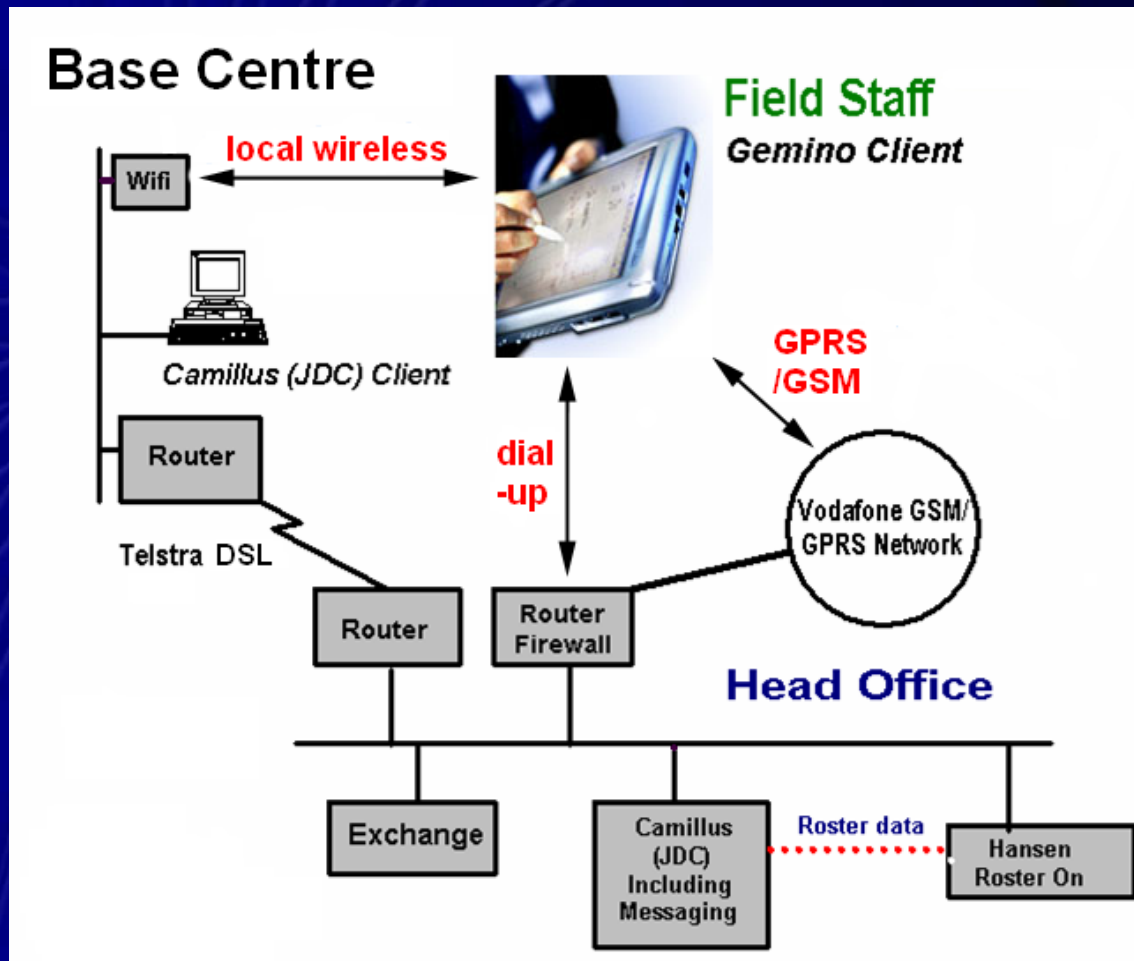 Base Centre
Field Staff
Gemino Client
local wireless
Wifi
Camillus (JDC) Client
GPRS
/GSM
Router
dial
-up
Vodafone GSM/
GPRS Network
Telstra DSL
Router
Router
Firewall
Head Office
Exchange
Camillus
(JDC)
Including
Messaging
Roster data
Hansen
Roster On